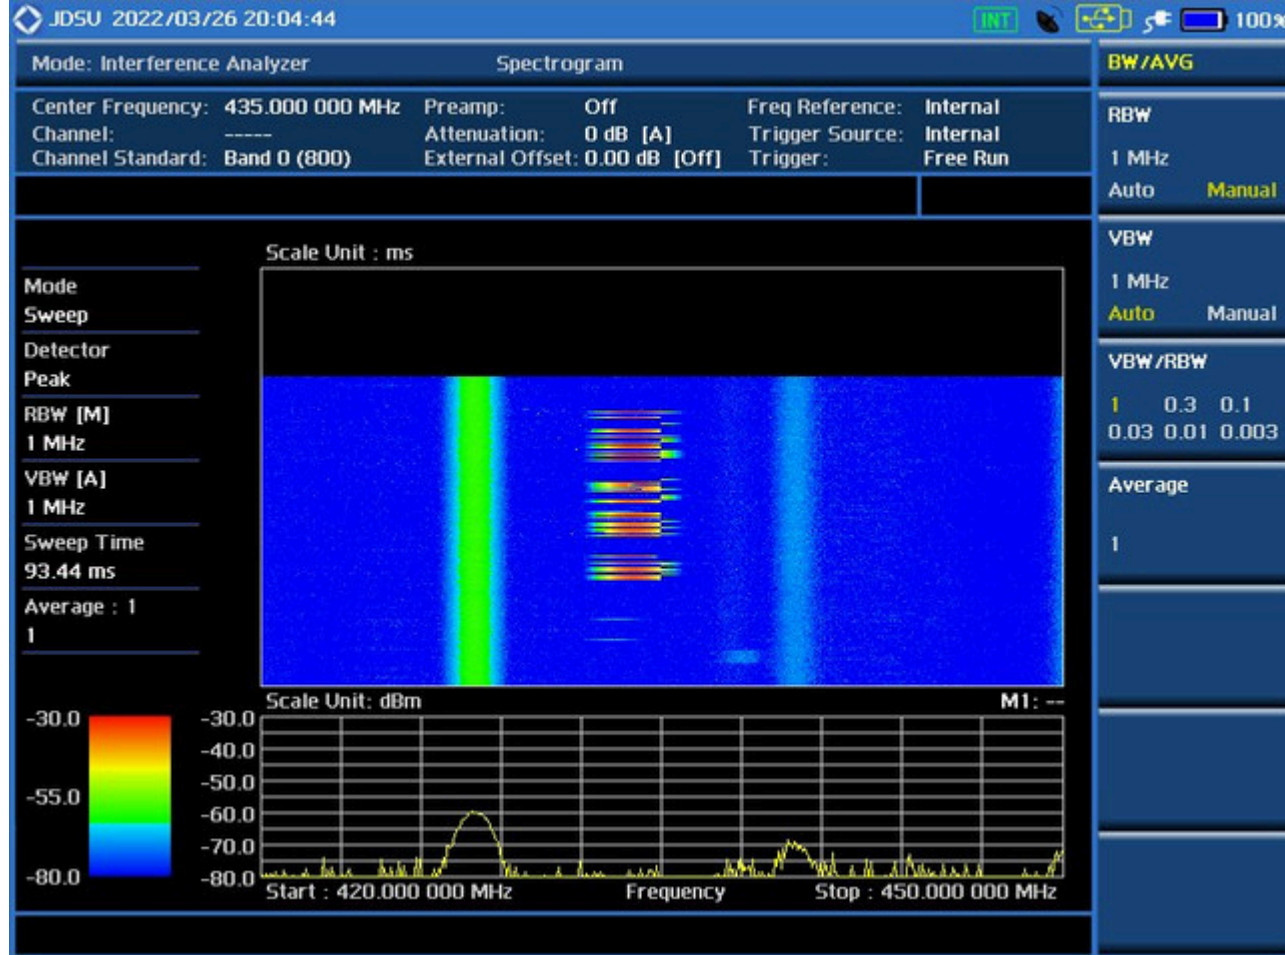 JDSU 2022/03/26 20:04:44 INT 100%
Mode: Interference Analyzer Spectrogram BW/AVG
Center Frequency: 435.000 000 MHz Preamp: Off Freq Reference: Internal
Channel: ----- Attenuation: 0 dB [A] Trigger Source: Internal
Channel Standard: Band 0 (800) External Offset: 0.00 dB [Off] Trigger: Free Run
RBW
1 MHz
Auto Manual
VBW
1 MHz
Auto Manual
VBW/RBW
1 0.3 0.1
0.03 0.01 0.003
Average
1
Scale Unit : ms
Mode
Sweep
Detector
Peak
RBW [M]
1 MHz
VBW [A]
1 MHz
Sweep Time
93.44 ms
Average : 1
1
Scale Unit: dBm M1: --
-30.0
-55.0
-80.0
-30.0
-40.0
-50.0
-60.0
-70.0
-80.0
Start : 420.000 000 MHz Frequency Stop : 450.000 000 MHz